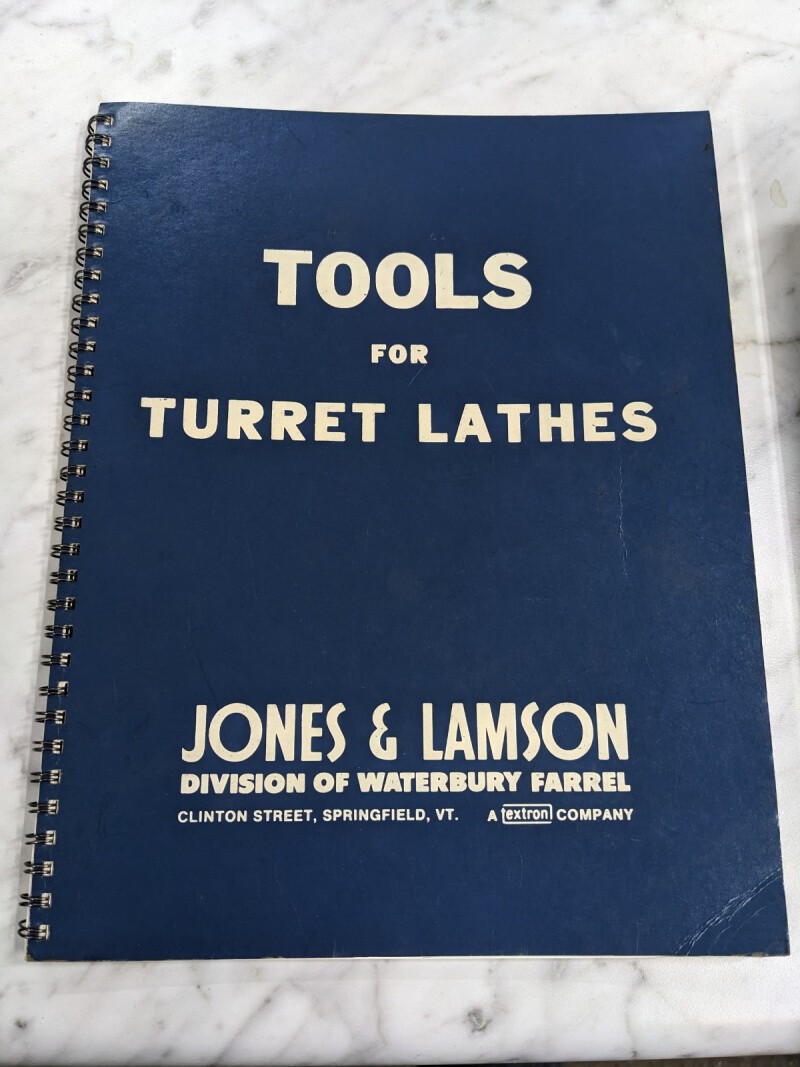 TOOLS
FOR
TURRET LATHES
JONES & LAMSON
DIVISION OF WATERBURY FARREL
CLINTON STREET, SPRINGFIELD, VT. A textron COMPANY